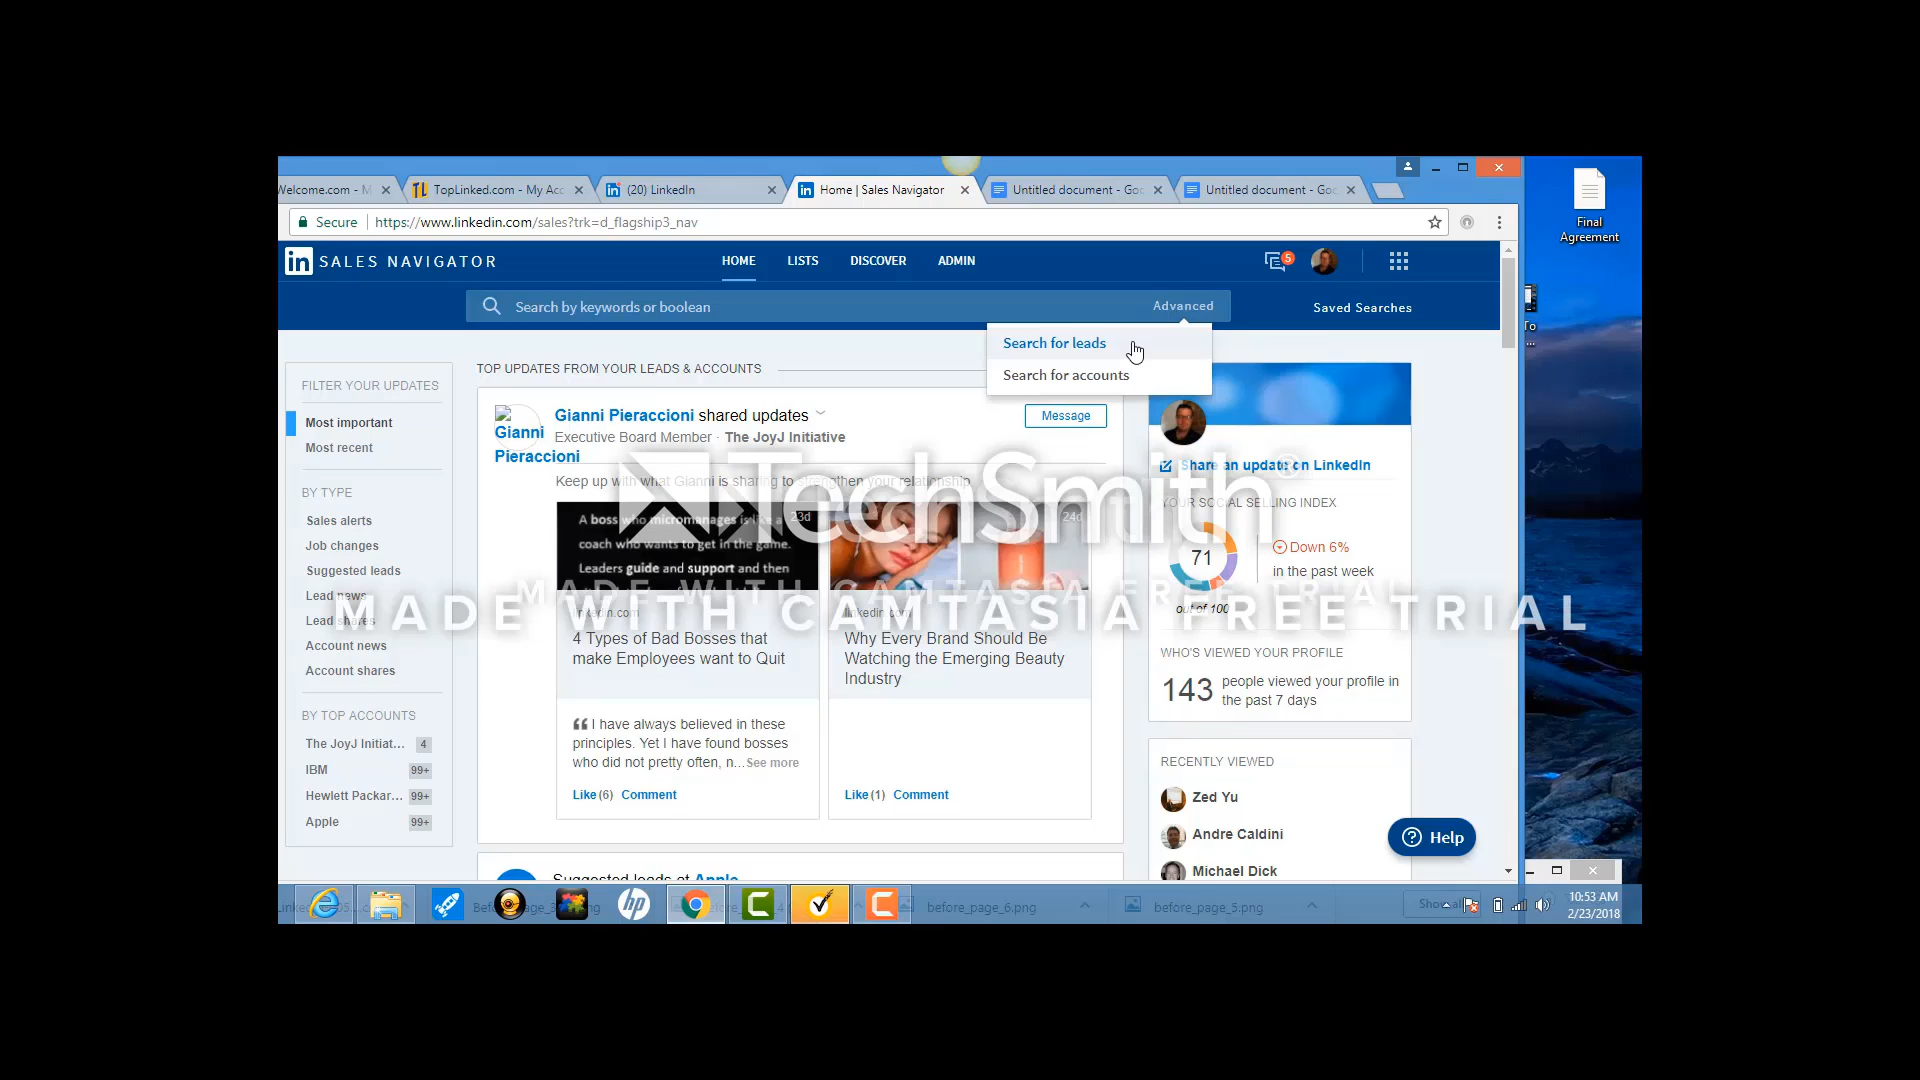 Welcome.com - M
TopLinked.com - My Acc
(20) LinkedIn
Home | Sales Navigator
Untitled document - Goo
Untitled document - Goo
Secure
https://www.linkedin.com/sales?trk=d_flagship3_nav
Final
Agreement
in SALES NAVIGATOR
HOME
LISTS
DISCOVER
ADMIN
5
Search by keywords or boolean
Advanced
Saved Searches
To
...
Search for leads
Search for accounts
FILTER YOUR UPDATES
Most important
Most recent
BY TYPE
Sales alerts
Job changes
Suggested leads
Lead news
Lead shares
Account news
Account shares
BY TOP ACCOUNTS
The JoyJ Initiat... 4
IBM 99+
Hewlett Packar... 99+
Apple 99+
TOP UPDATES FROM YOUR LEADS & ACCOUNTS
Gianni
Pieraccioni
Gianni Pieraccioni shared updates
Executive Board Member · The JoyJ Initiative
Message
Keep up with what Gianni is sharing to strengthen your relationship
A boss who micromanages is like a
coach who wants to get in the game.
Leaders guide and support and then
23d
linkedin.com
4 Types of Bad Bosses that
make Employees want to Quit
I have always believed in these
principles. Yet I have found bosses
who did not pretty often, n...See more
Like (6) Comment
24d
linkedin.com
Why Every Brand Should Be
Watching the Emerging Beauty
Industry
Like (1) Comment
Suggested leads at Apple
TechSmith®
MADE WITH CAMTASIA FREE TRIAL
MADE WITH CAMTASIA FREE TRIAL
Share an update on LinkedIn
YOUR SOCIAL SELLING INDEX
71
out of 100
Down 6%
in the past week
WHO'S VIEWED YOUR PROFILE
143 people viewed your profile in
the past 7 days
RECENTLY VIEWED
Zed Yu
Andre Caldini
Michael Dick
Help
hp
before_page_6.png
before_page_5.png
10:53 AM
2/23/2018